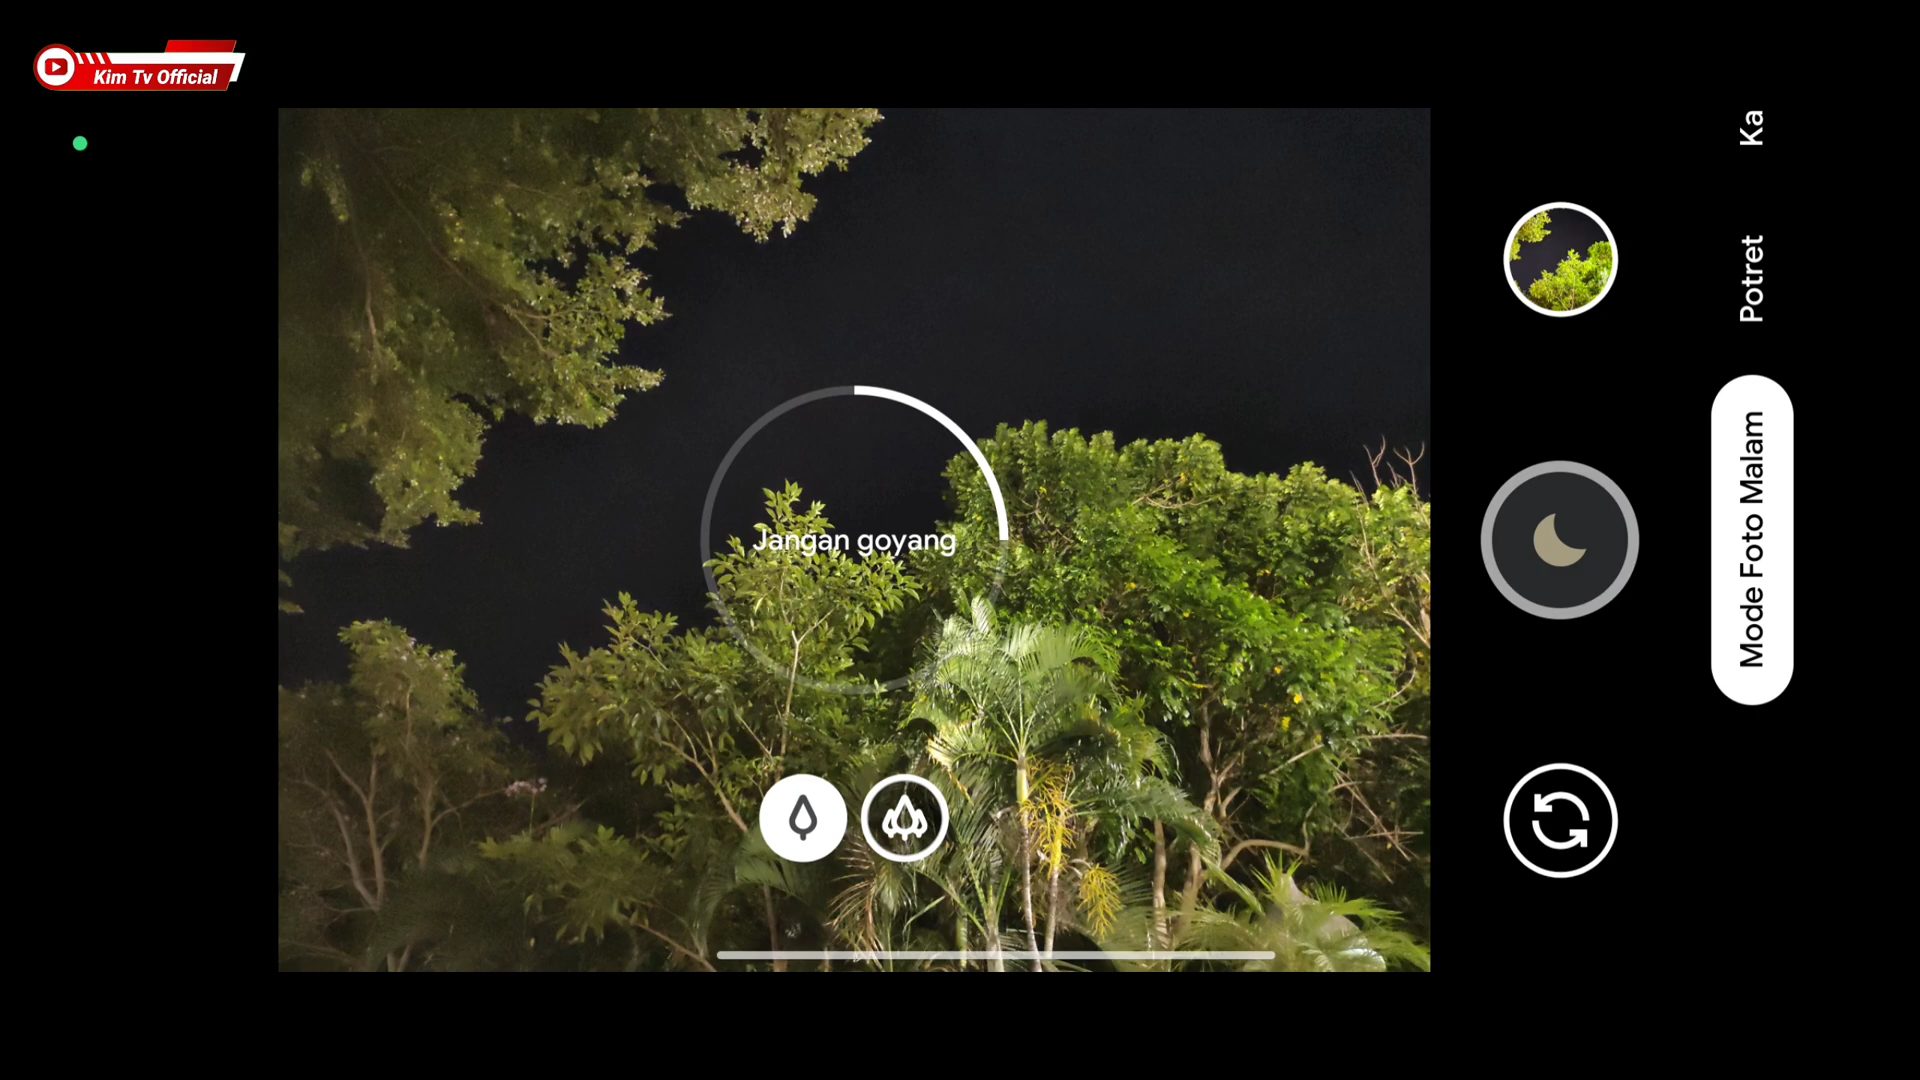 Kim Tv Official
Ka
Potret
Mode Foto Malam
Jangan goyang